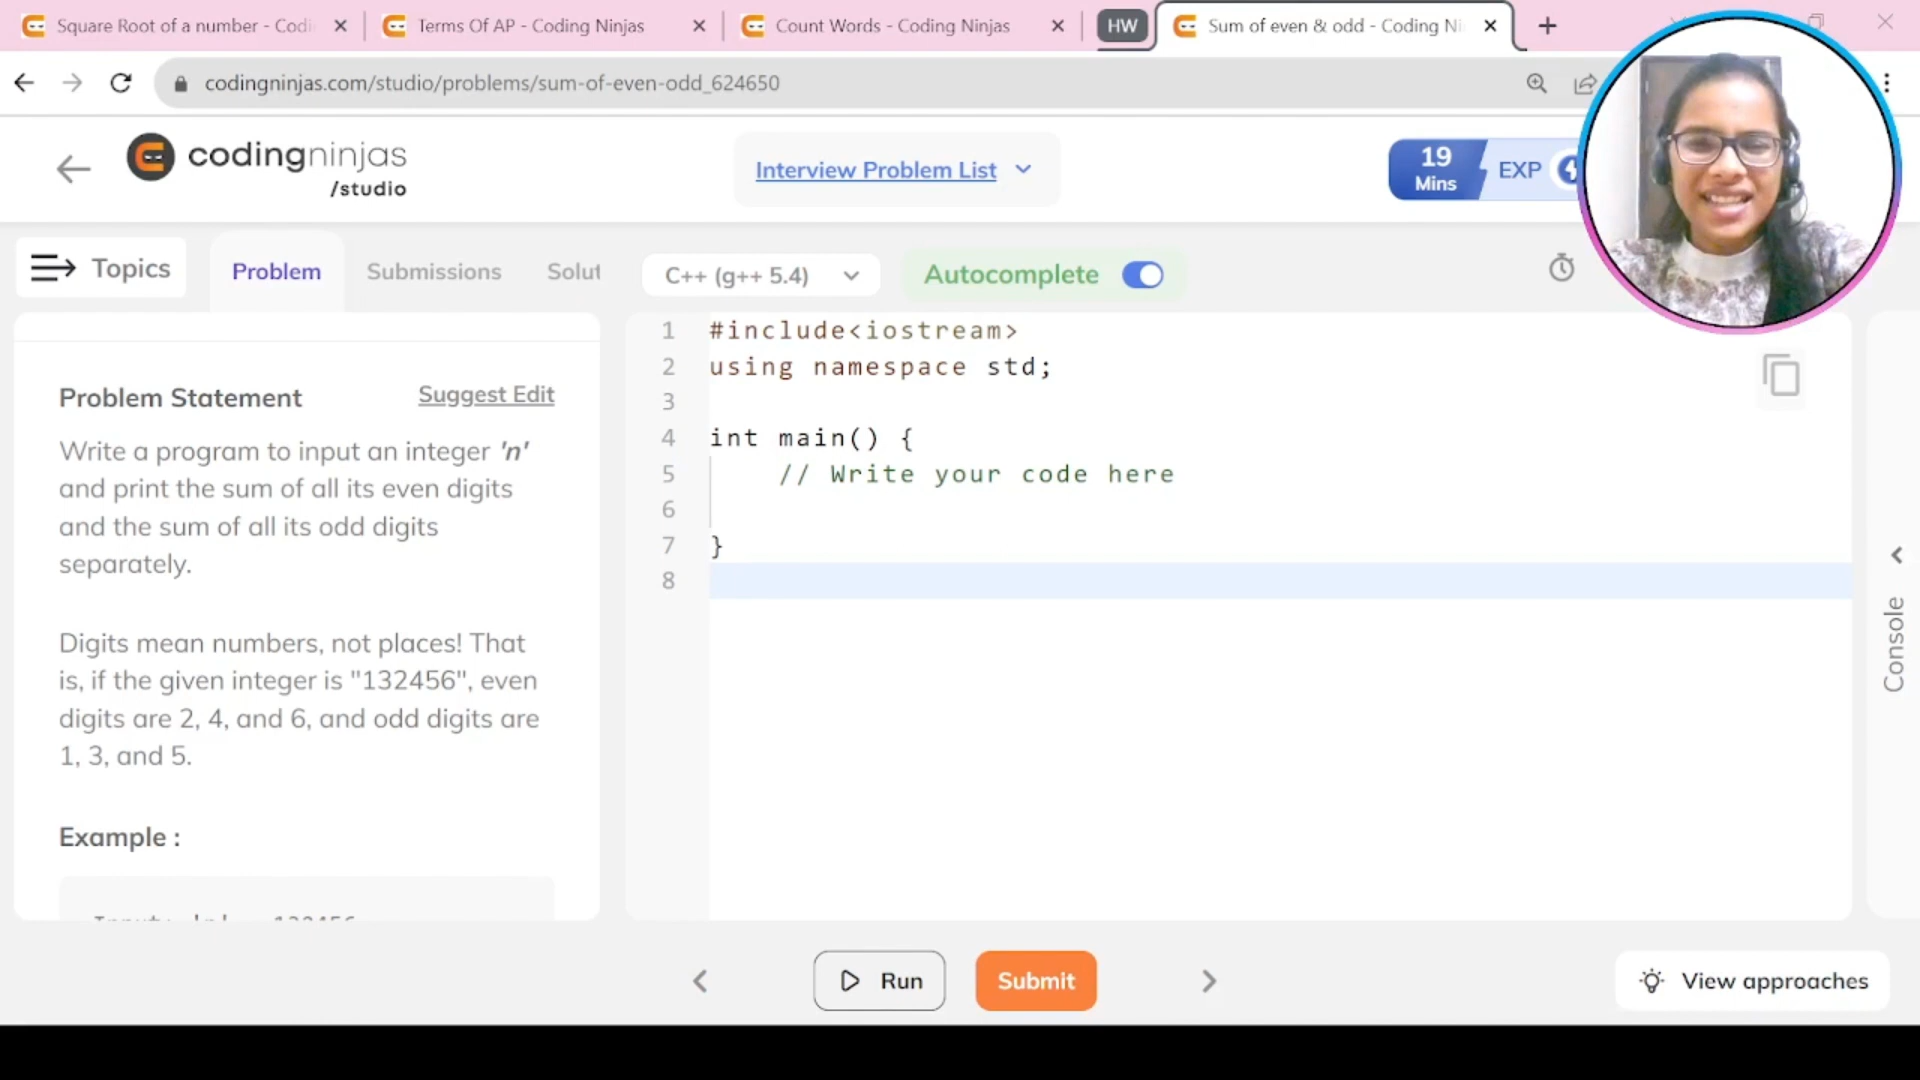 Square Root of a number - Codi
Terms Of AP - Coding Ninjas
Count Words - Coding Ninjas
HW
Sum of even & odd - Coding Ni
codingninjas.com/studio/problems/sum-of-even-odd_624650
codingninjas
/studio
Interview Problem List
19
Mins
EXP
Topics
Problem
Submissions
Solut
C++ (g++ 5.4)
Autocomplete
Problem Statement
Suggest Edit
Write a program to input an integer 'n'
and print the sum of all its even digits
and the sum of all its odd digits
separately.
Digits mean numbers, not places! That
is, if the given integer is "132456", even
digits are 2, 4, and 6, and odd digits are
1, 3, and 5.
Example :
1 #include<iostream>
2 using namespace std;
3
4 int main() {
5 // Write your code here
6
7 }
8
Console
Run
Submit
View approaches